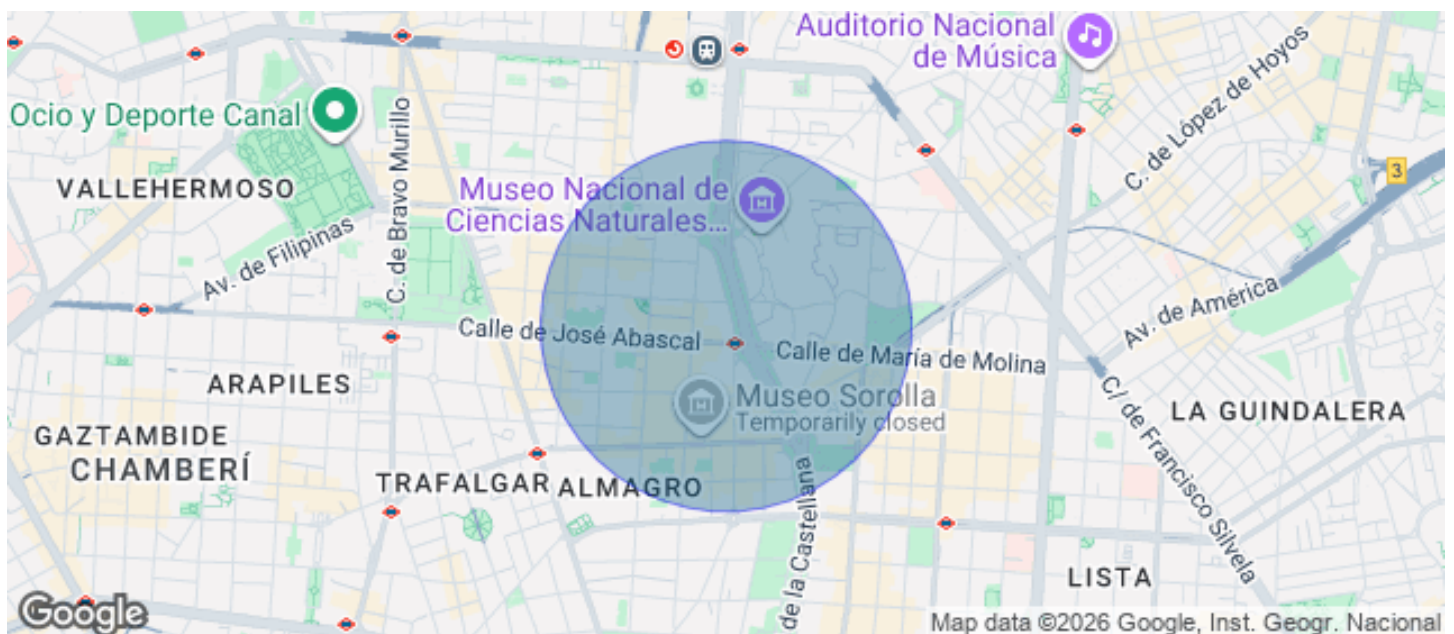 Auditorio Nacional
de Música
Ocio y Deporte Canal
C. de Bravo Murillo
C. de López de Hoyos
3
VALLEHERMOSO
Museo Nacional de
Ciencias Naturales...
Av. de Filipinas
Av. de América
Calle de José Abascal
Calle de María de Molina
ARAPILES
Museo Sorolla
Temporarily closed
C/ de Francisco Silvela
LA GUINDALERA
GAZTAMBIDE
CHAMBERÍ
TRAFALGAR
ALMAGRO
de la Castellana
LISTA
Google
Map data ©2026 Google, Inst. Geogr. Nacional